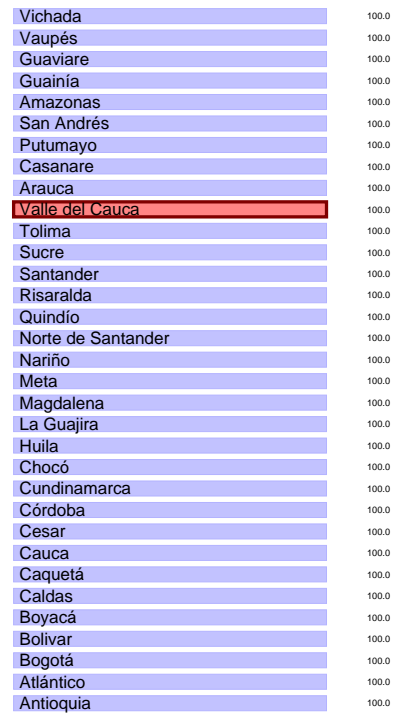 Vichada 100.0
Vaupés 100.0
Guaviare 100.0
Guainía 100.0
Amazonas 100.0
San Andrés 100.0
Putumayo 100.0
Casanare 100.0
Arauca 100.0
Valle del Cauca 100.0
Tolima 100.0
Sucre 100.0
Santander 100.0
Risaralda 100.0
Quindío 100.0
Norte de Santander 100.0
Nariño 100.0
Meta 100.0
Magdalena 100.0
La Guajira 100.0
Huila 100.0
Chocó 100.0
Cundinamarca 100.0
Córdoba 100.0
Cesar 100.0
Cauca 100.0
Caquetá 100.0
Caldas 100.0
Boyacá 100.0
Bolivar 100.0
Bogotá 100.0
Atlántico 100.0
Antioquia 100.0